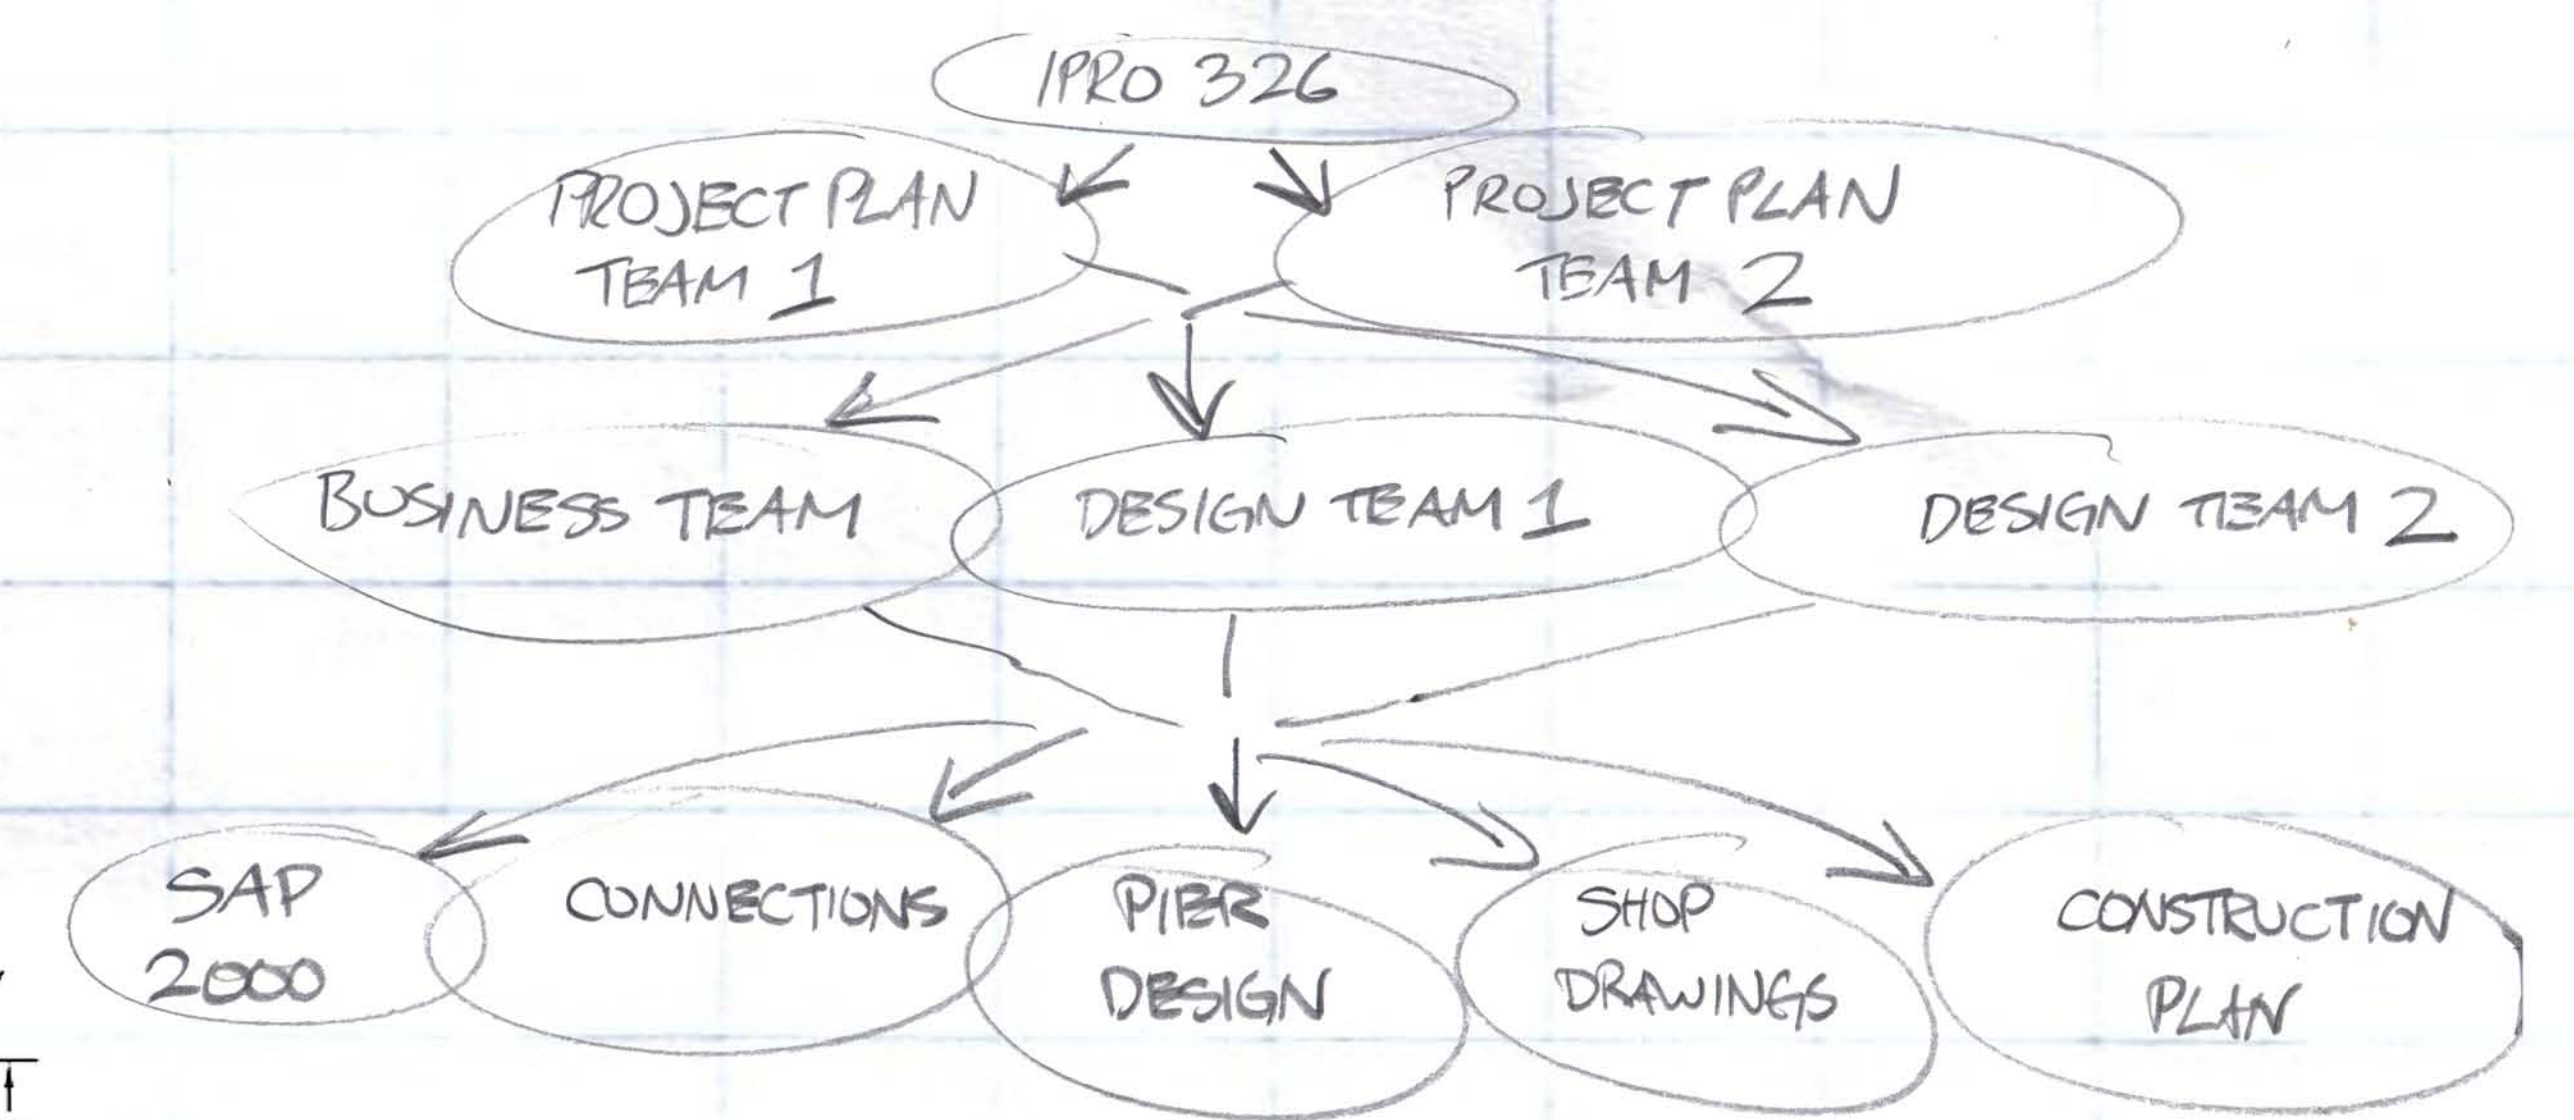 IPRO 326
PROJECT PLAN
TEAM 1
PROJECT PLAN
TEAM 2
BUSINESS TEAM
DESIGN TEAM 1
DESIGN TEAM 2
SAP
2000
CONNECTIONS
PIER
DESIGN
SHOP
DRAWINGS
CONSTRUCTION
PLAN